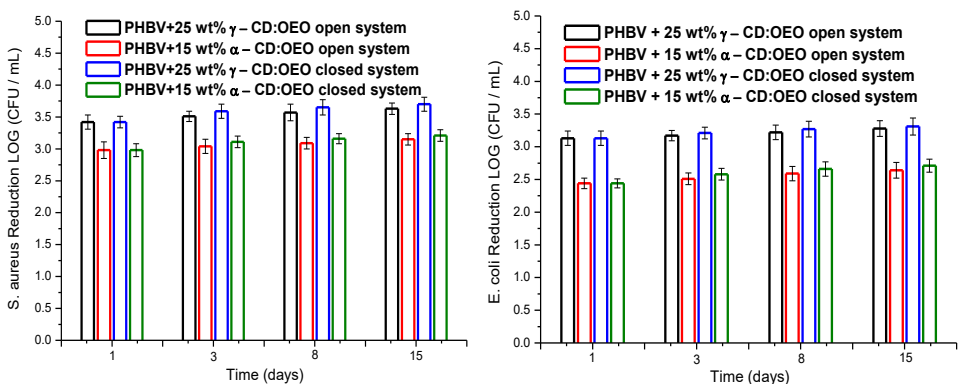 S. aureus Reduction LOG (CFU / mL)
5.0
4.5
4.0
3.5
3.0
2.5
2.0
1.5
1.0
0.5
0.0
PHBV+25 wt% γ – CD:OEO open system
PHBV+15 wt% α – CD:OEO open system
PHBV+25 wt% γ – CD:OEO closed system
PHBV+15 wt% α – CD:OEO closed system
1
3
8
15
Time (days)
E. coli Reduction LOG (CFU / mL)
5.0
4.5
4.0
3.5
3.0
2.5
2.0
1.5
1.0
0.5
0.0
PHBV + 25 wt% γ – CD:OEO open system
PHBV + 15 wt% α – CD:OEO open system
PHBV + 25 wt% γ – CD:OEO closed system
PHBV + 15 wt% α – CD:OEO closed system
1
3
8
15
Time (days)